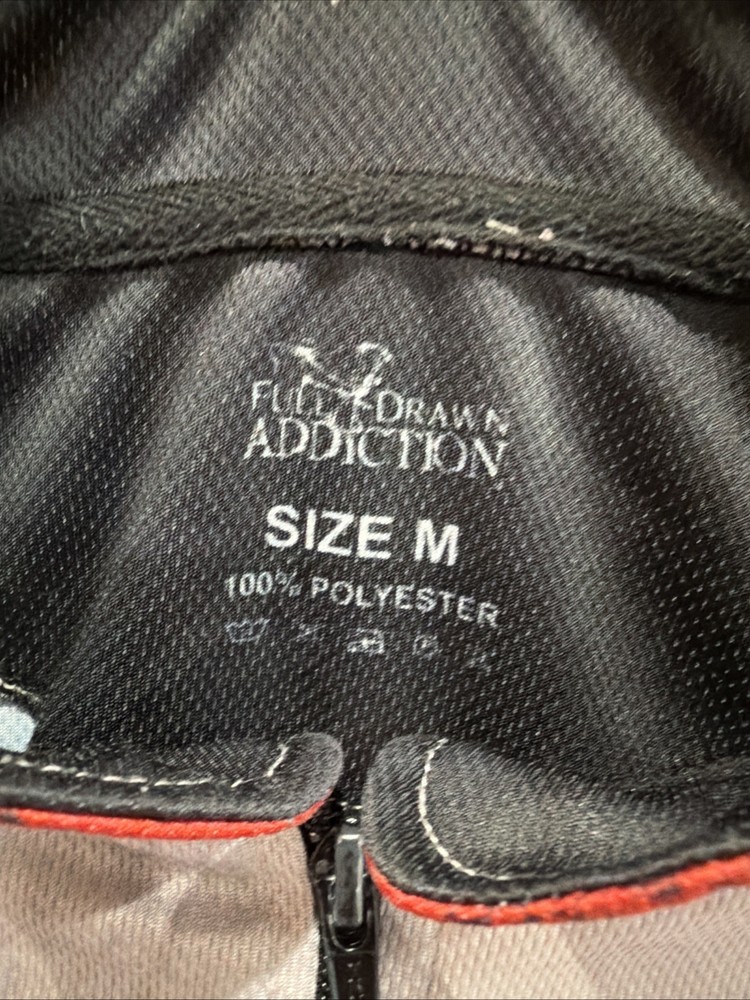 FULL DRAWN
ADDICTION
SIZE M
100% POLYESTER